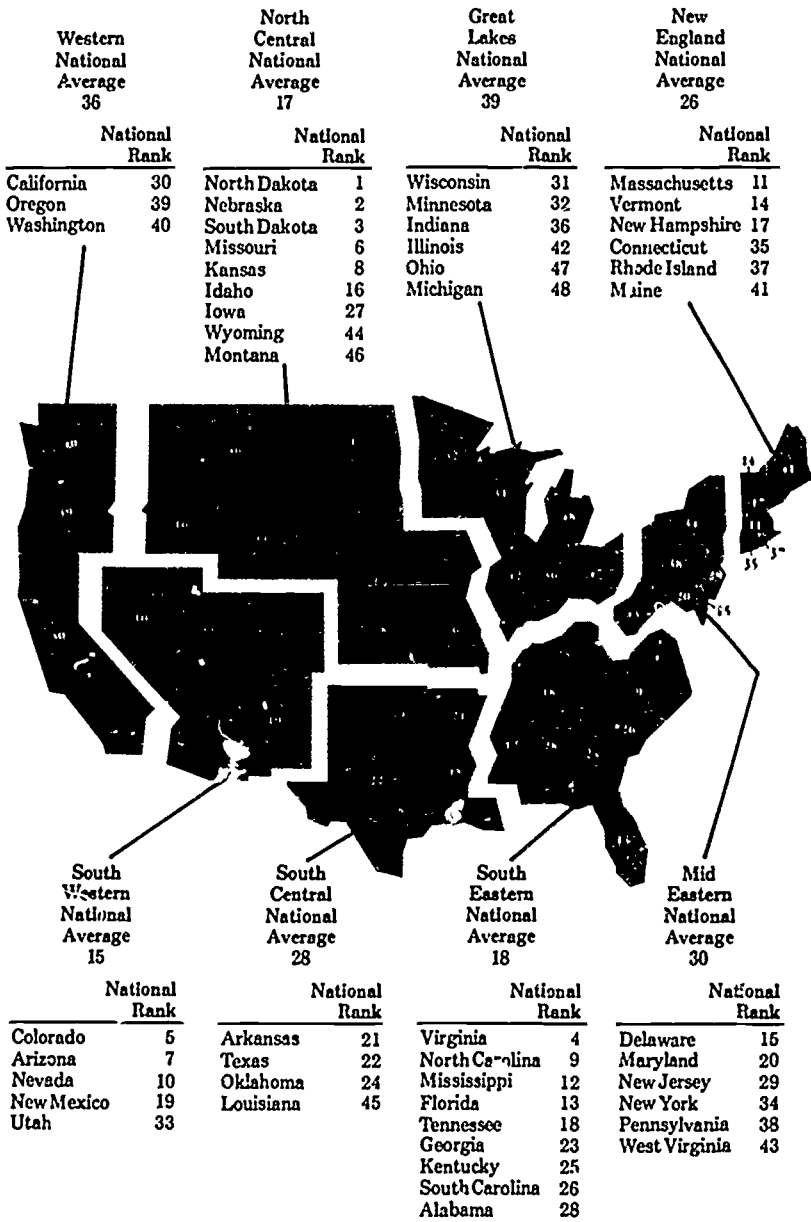 Western
National
Average
36
National
Rank
California 30
Oregon 39
Washington 40
North
Central
National
Average
17
National
Rank
North Dakota 1
Nebraska 2
South Dakota 3
Missouri 6
Kansas 8
Idaho 16
Iowa 27
Wyoming 44
Montana 46
Great
Lakes
National
Average
39
National
Rank
Wisconsin 31
Minnesota 32
Indiana 36
Illinois 42
Ohio 47
Michigan 48
New
England
National
Average
26
National
Rank
Massachusetts 11
Vermont 14
New Hampshire 17
Connecticut 35
Rhode Island 37
Maine 41
14
35
37
South
Western
National
Average
15
National
Rank
Colorado 5
Arizona 7
Nevada 10
New Mexico 19
Utah 33
South
Central
National
Average
28
National
Rank
Arkansas 21
Texas 22
Oklahoma 24
Louisiana 45
South
Eastern
National
Average
18
National
Rank
Virginia 4
North Carolina 9
Mississippi 12
Florida 13
Tennessee 18
Georgia 23
Kentucky 25
South Carolina 26
Alabama 28
Mid
Eastern
National
Average
30
National
Rank
Delaware 15
Maryland 20
New Jersey 29
New York 34
Pennsylvania 38
West Virginia 43